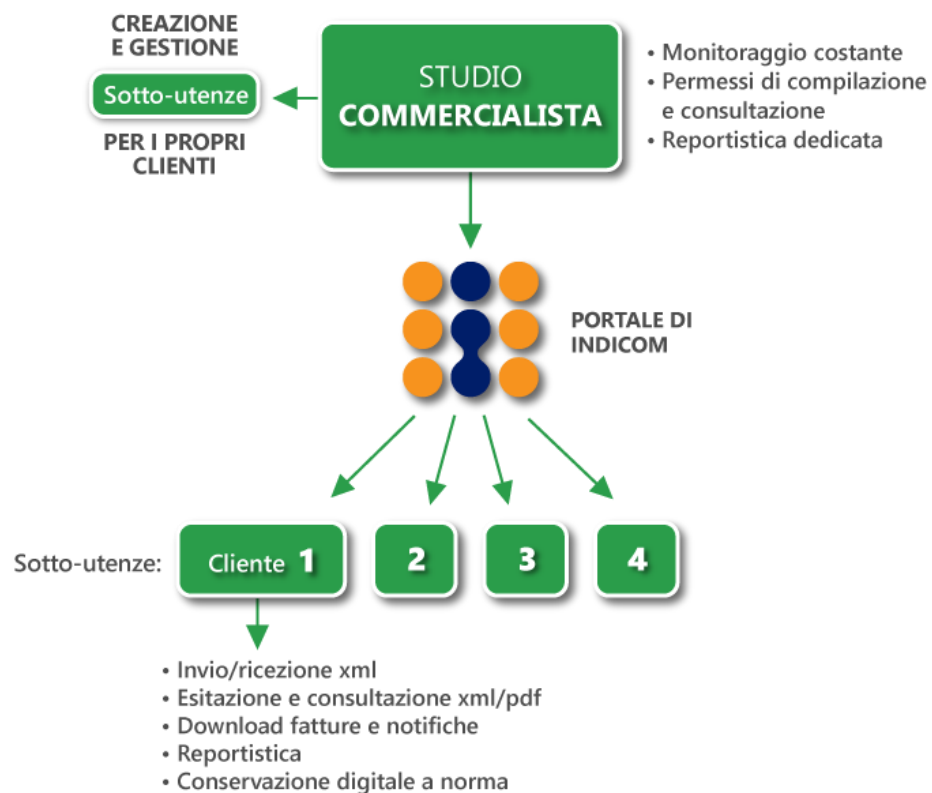 CREAZIONE
E GESTIONE
Sotto-utenze
PER I PROPRI
CLIENTI
STUDIO
COMMERCIALISTA
• Monitoraggio costante
• Permessi di compilazione
e consultazione
• Reportistica dedicata
PORTALE DI
INDICOM
Sotto-utenze:
Cliente 1
2
3
4
• Invio/ricezione xml
• Esitazione e consultazione xml/pdf
• Download fatture e notifiche
• Reportistica
• Conservazione digitale a norma